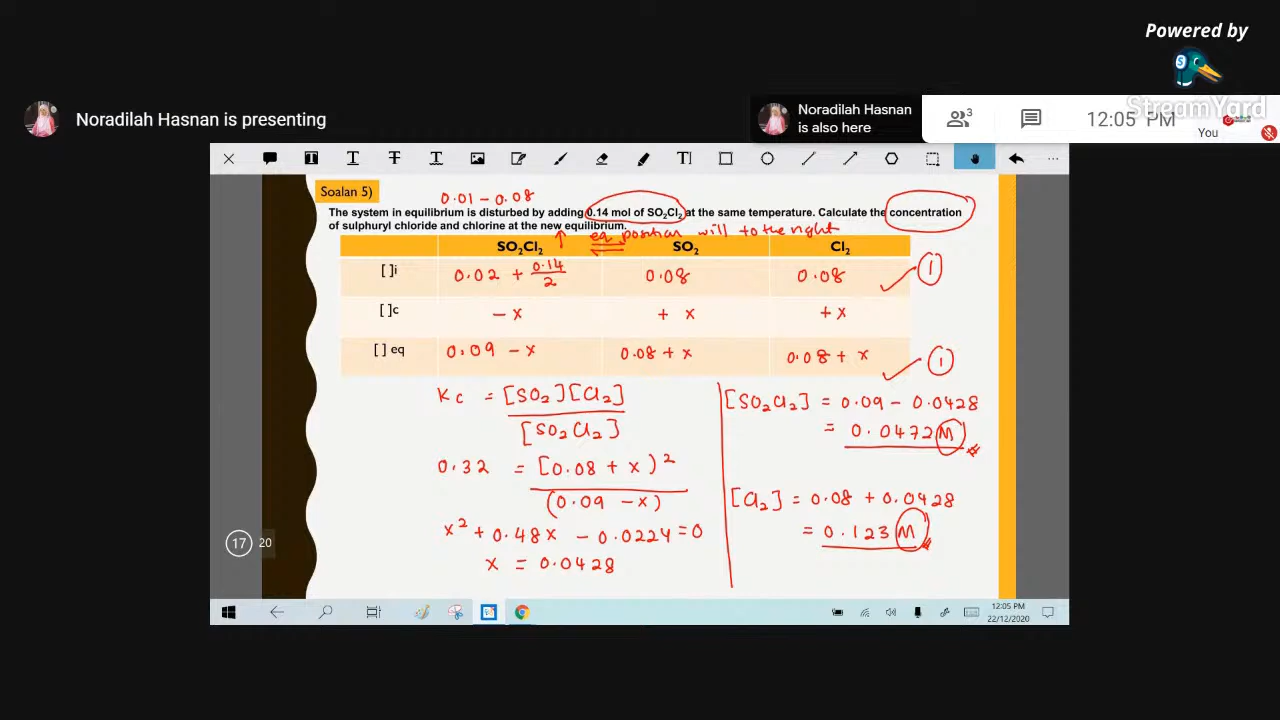 Powered by
S
StreamYard
Noradilah Hasnan is presenting
Noradilah Hasnan
is also here
3
12:05 PM
You
Soalan 5)
0.01 - 0.08
The system in equilibrium is disturbed by adding 0.14 mol of SO₂Cl₂ at the same temperature. Calculate the concentration
of sulphuryl chloride and chlorine at the new equilibrium.
eq position will to the right
SO₂Cl₂ ↑ ⇌ SO₂ Cl₂
[ ]i 0.02 + 0.14/2 0.08 0.08 ✓ ①
[ ]c - x + x + x
[ ] eq 0.09 - x 0.08 + x 0.08 + x ✓ ①
Kc = [SO₂][Cl₂]
[SO₂Cl₂]
0.32 = [0.08 + x)²
(0.09 - x)
x² + 0.48x - 0.0224 = 0
x = 0.0428
[SO₂Cl₂] = 0.09 - 0.0428
= 0.0472 M
[Cl₂] = 0.08 + 0.0428
= 0.123 M
17 20
12:05 PM
22/12/2020